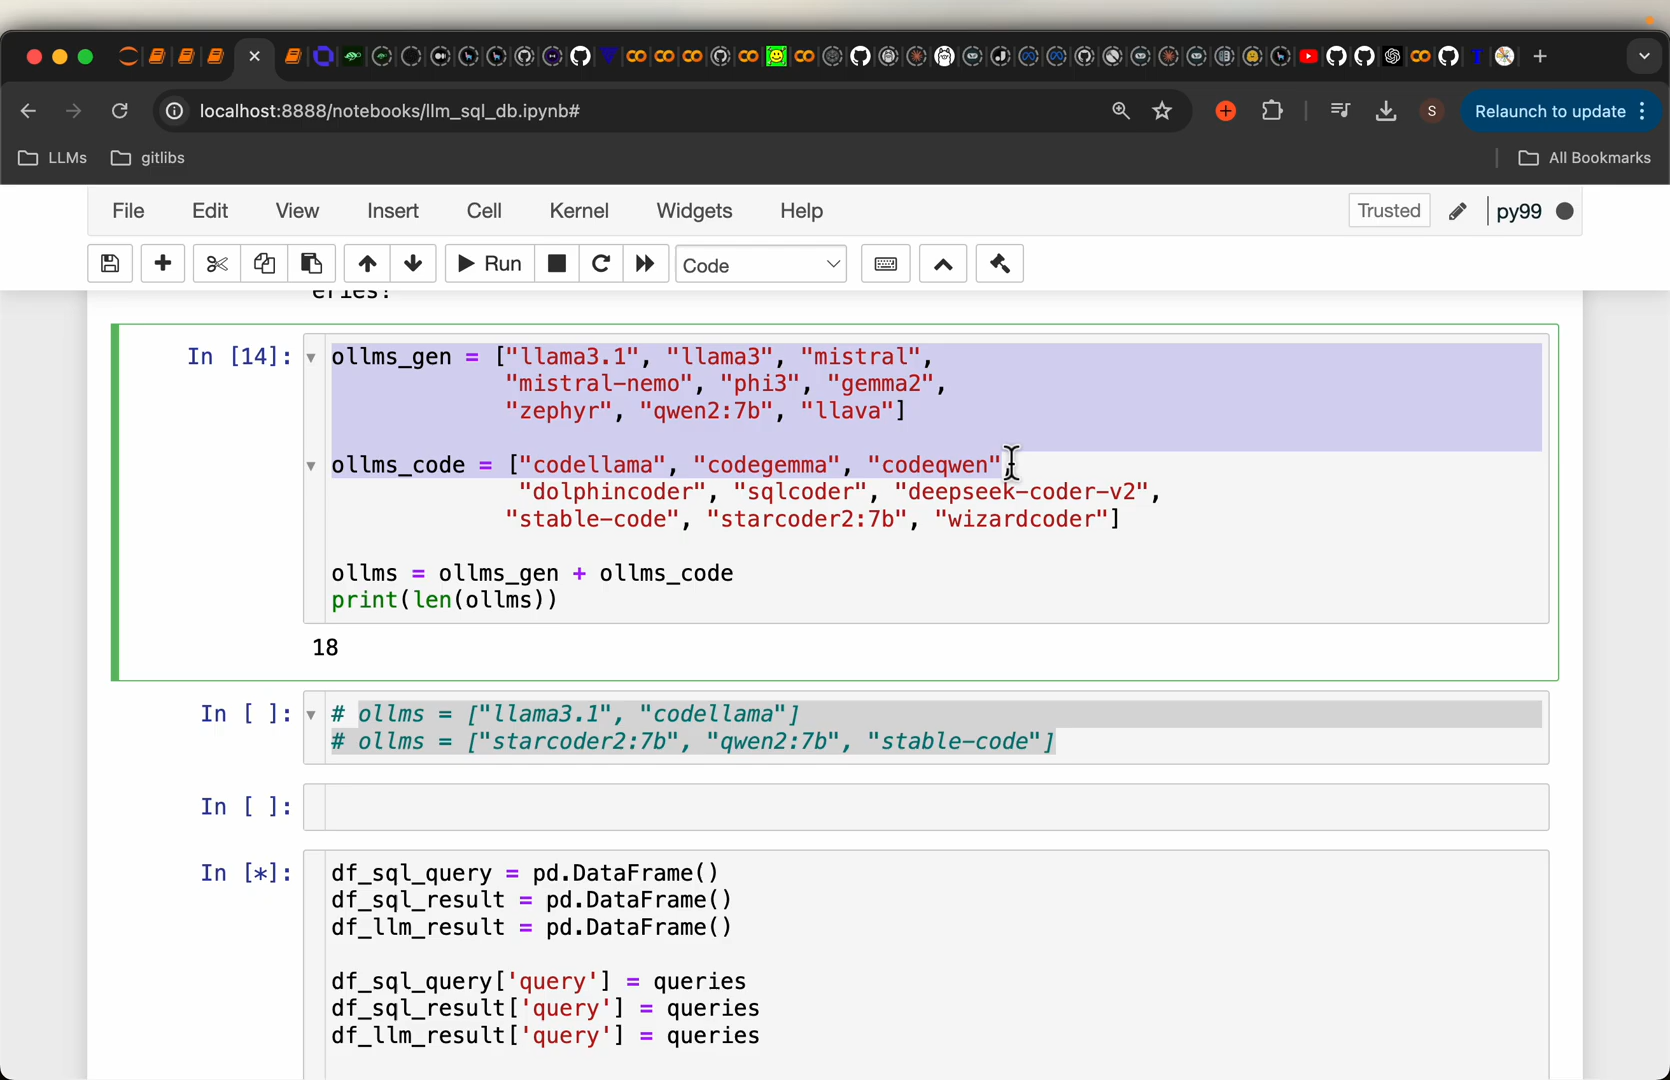 localhost:8888/notebooks/llm_sql_db.ipynb#
S
Relaunch to update
LLMs
gitlibs
All Bookmarks
File Edit View Insert Cell Kernel Widgets Help
Trusted
py99
Run
Code
eries!
In [14]:
ollms_gen = ["llama3.1", "llama3", "mistral",
"mistral-nemo", "phi3", "gemma2",
"zephyr", "qwen2:7b", "llava"]
ollms_code = ["codellama", "codegemma", "codeqwen",
"dolphincoder", "sqlcoder", "deepseek-coder-v2",
"stable-code", "starcoder2:7b", "wizardcoder"]
ollms = ollms_gen + ollms_code
print(len(ollms))
18
In [ ]:
# ollms = ["llama3.1", "codellama"]
# ollms = ["starcoder2:7b", "qwen2:7b", "stable-code"]
In [ ]:
In [*]:
df_sql_query = pd.DataFrame()
df_sql_result = pd.DataFrame()
df_llm_result = pd.DataFrame()
df_sql_query['query'] = queries
df_sql_result['query'] = queries
df_llm_result['query'] = queries